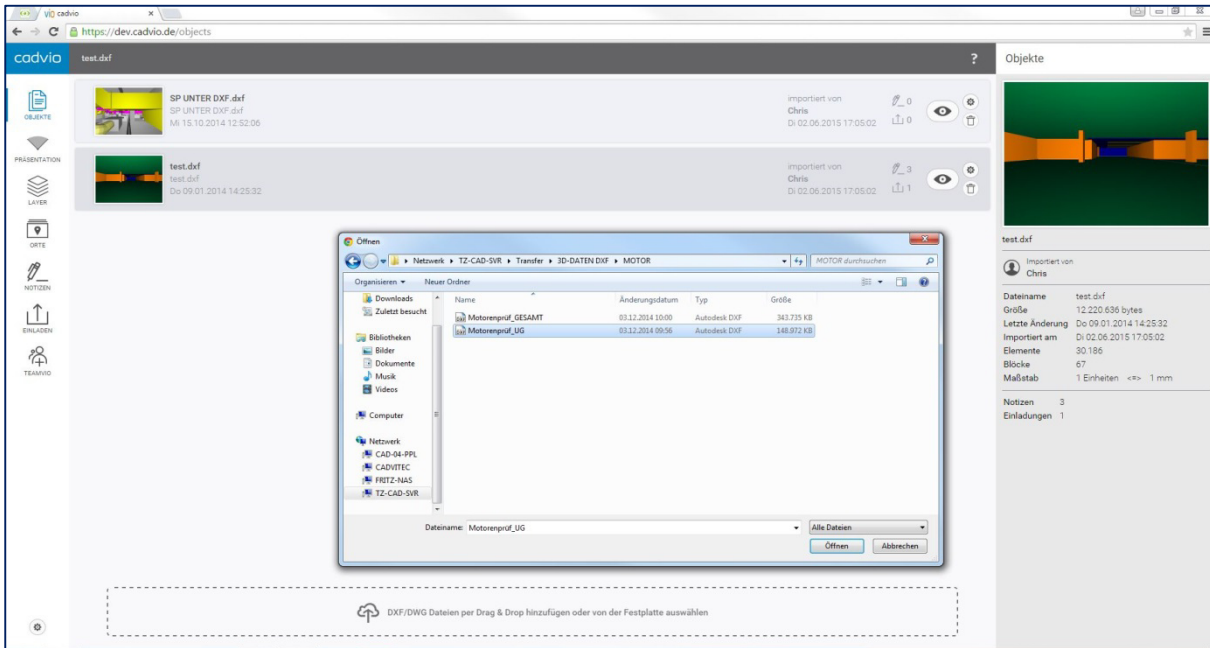 cadvio
https://dev.cadvio.de/objects
cadvio
test.dxf
?
Objekte
OBJEKTE
PRÄSENTATION
LAYER
ORTE
NOTIZEN
EINLADEN
TEAMVIO
SP UNTER DXF.dxf
SP UNTER DXF.dxf
Mi 15.10.2014 12:52:06
importiert von
Chris
Di 02.06.2015 17:05:02
0
0
test.dxf
test.dxf
Do 09.01.2014 14:25:32
importiert von
Chris
Di 02.06.2015 17:05:02
3
1
Öffnen
Netzwerk ▸ TZ-CAD-SVR ▸ Transfer ▸ 3D-DATEN DXF ▸ MOTOR
MOTOR durchsuchen
Organisieren Neuer Ordner
Downloads
Zuletzt besucht
Bibliotheken
Bilder
Dokumente
Musik
Videos
Computer
Netzwerk
CAD-04-PPL
CADVITEC
FRITZ-NAS
TZ-CAD-SVR
Name Änderungsdatum Typ Größe
Motorenprüf_GESAMT 03.12.2014 10:00 Autodesk DXF 343.735 KB
Motorenprüf_UG 03.12.2014 09:56 Autodesk DXF 148.972 KB
Dateiname: Motorenprüf_UG
Alle Dateien
Öffnen Abbrechen
DXF/DWG Dateien per Drag & Drop hinzufügen oder von der Festplatte auswählen
test.dxf
Importiert von
Chris
Dateiname test.dxf
Größe 12.220.636 bytes
Letzte Änderung Do 09.01.2014 14:25:32
Importiert am Di 02.06.2015 17:05:02
Elemente 30.186
Blöcke 67
Maßstab 1 Einheiten <=> 1 mm
Notizen 3
Einladungen 1